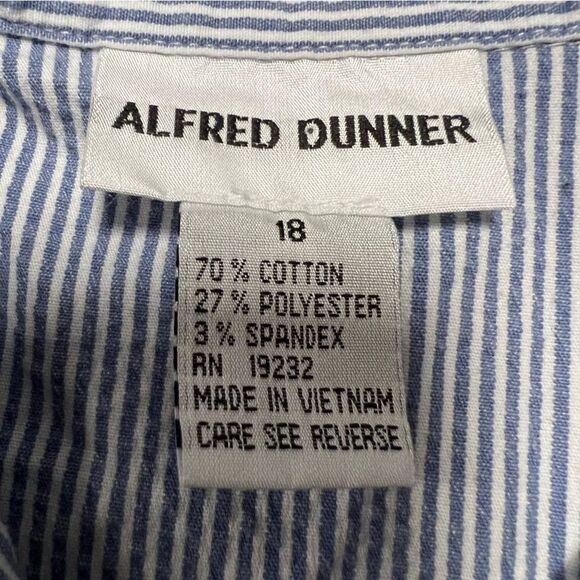 ALFRED DUNNER
18
70% COTTON
27% POLYESTER
3% SPANDEX
RN 19232
MADE IN VIETNAM
CARE SEE REVERSE